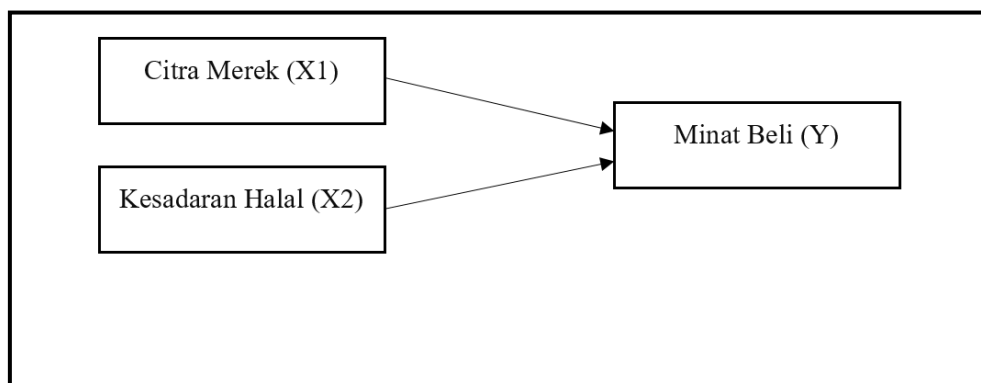 Citra Merek (X1)
Minat Beli (Y)
Kesadaran Halal (X2)